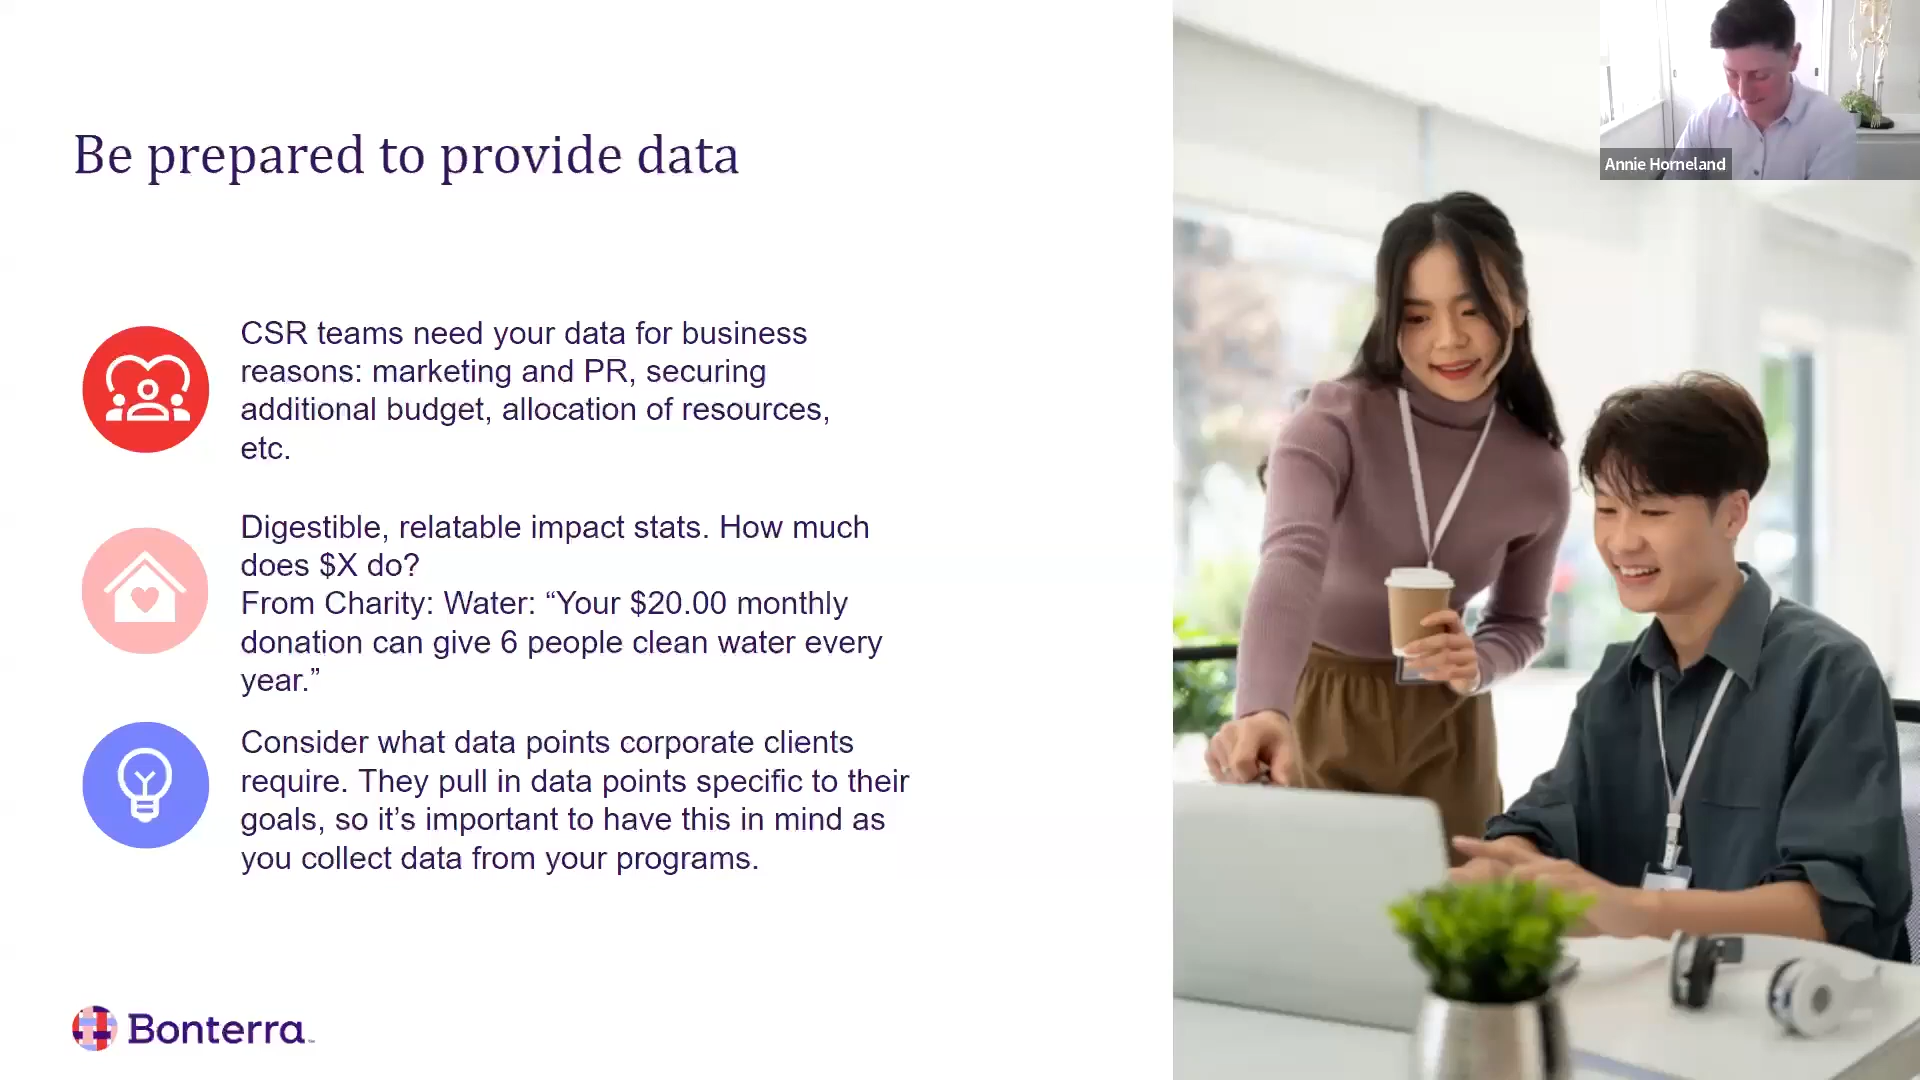 Be prepared to provide data
CSR teams need your data for business
reasons: marketing and PR, securing
additional budget, allocation of resources,
etc.
Digestible, relatable impact stats. How much
does $X do?
From Charity: Water: “Your $20.00 monthly
donation can give 6 people clean water every
year.”
Consider what data points corporate clients
require. They pull in data points specific to their
goals, so it’s important to have this in mind as
you collect data from your programs.
Bonterra
Annie Horneland